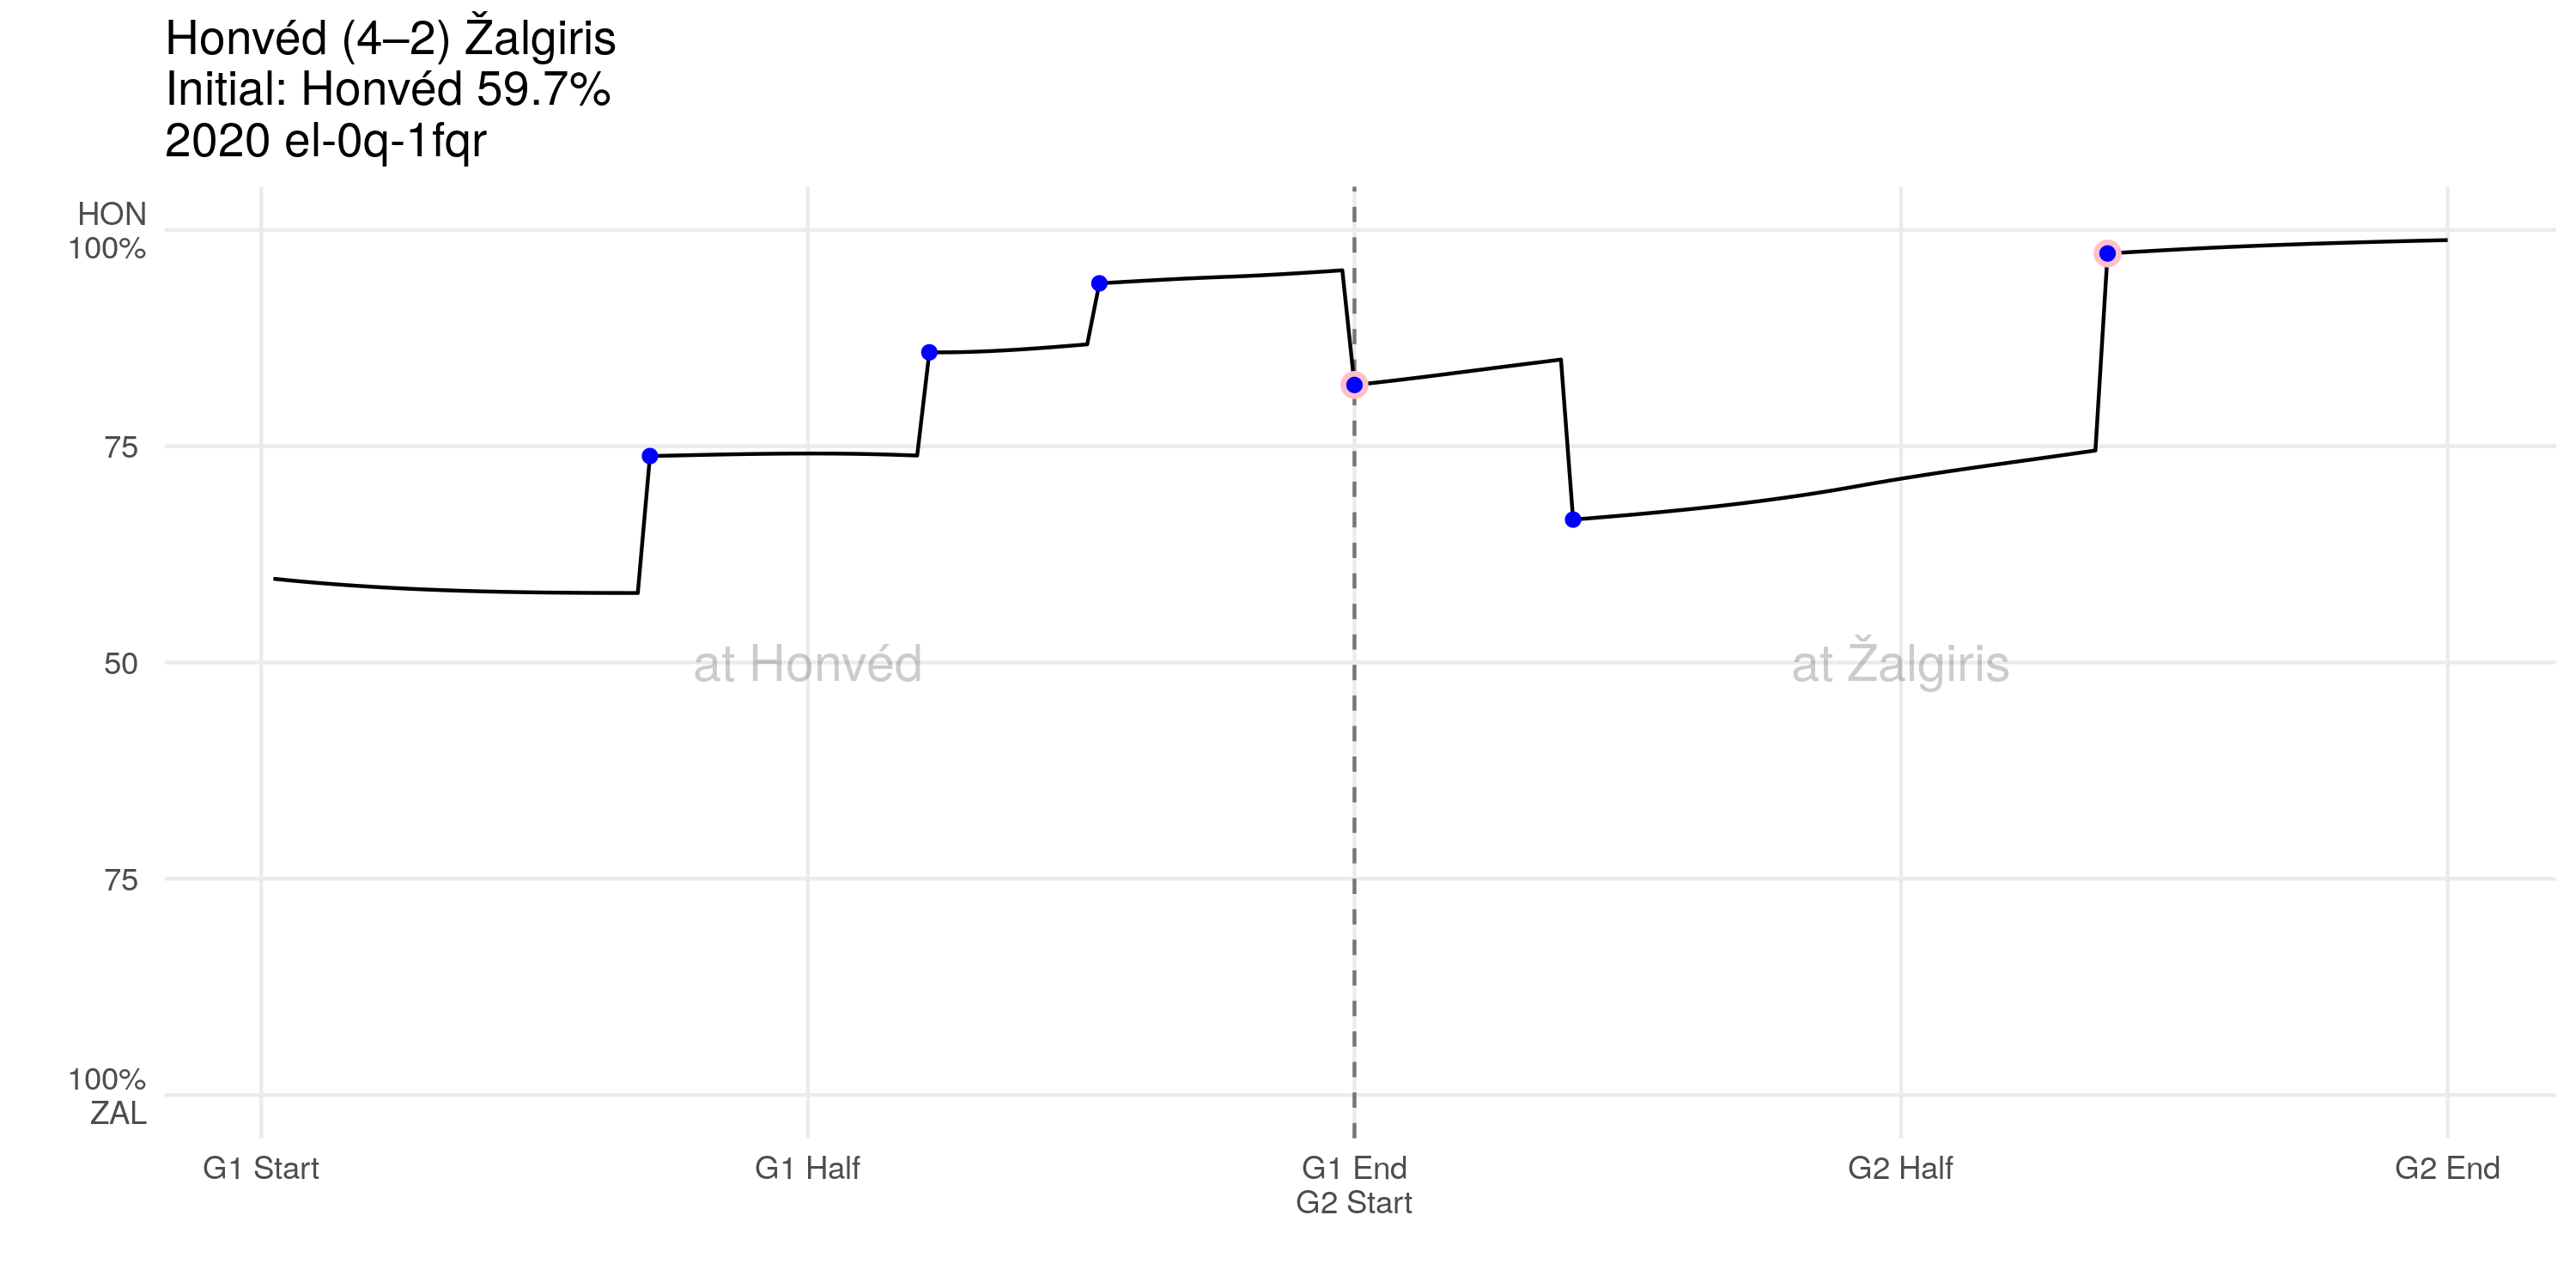 Honvéd (4–2) Žalgiris
Initial: Honvéd 59.7%
2020 el-0q-1fqr
HON
100%
75
50
75
100%
ZAL
at Honvéd
at Žalgiris
G1 Start
G1 Half
G1 End
G2 Start
G2 Half
G2 End